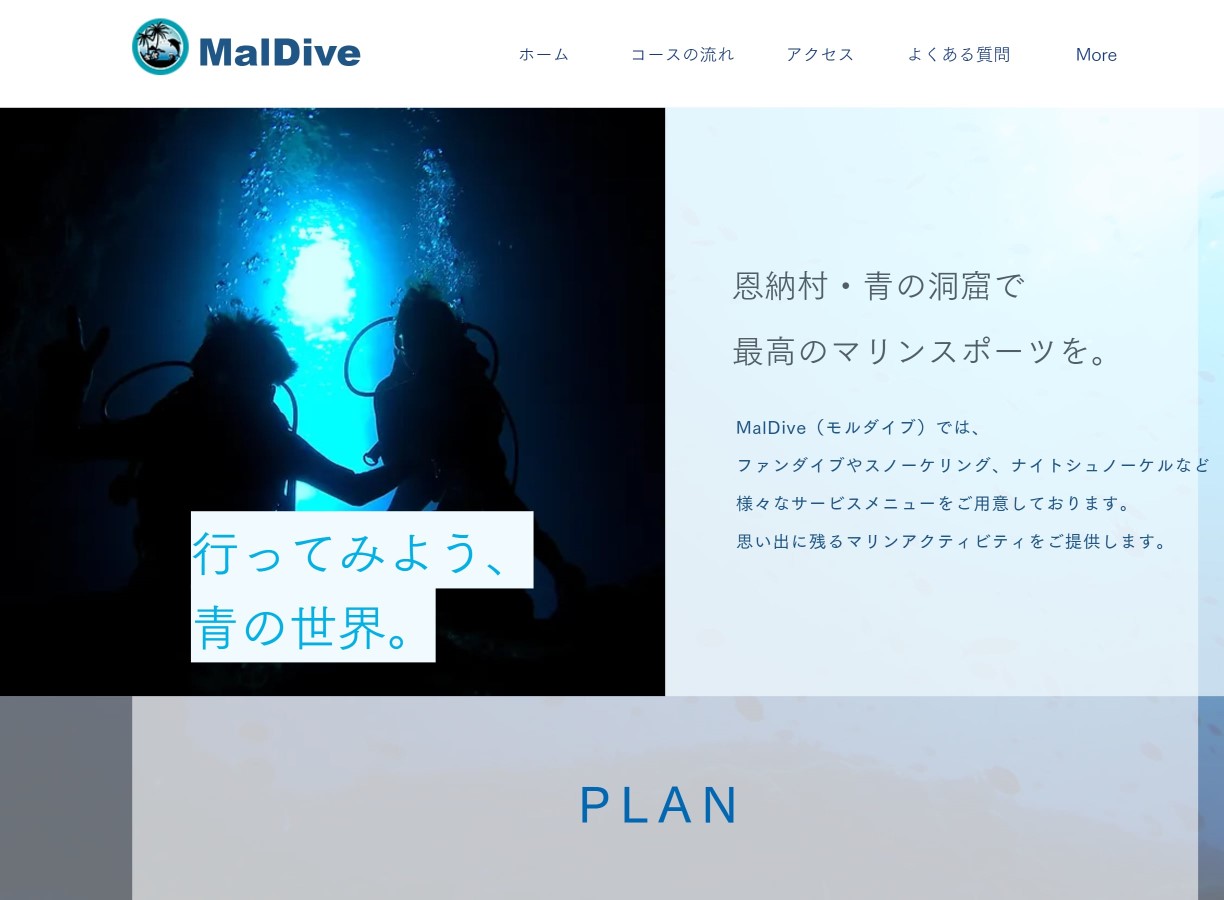 MalDive
ホーム
コースの流れ
アクセス
よくある質問
More
行ってみよう、
青の世界。
恩納村・青の洞窟で
最高のマリンスポーツを。
MalDive（モルダイブ）では、
ファンダイブやスノーケリング、ナイトシュノーケルなど
様々なサービスメニューをご用意しております。
思い出に残るマリンアクティビティをご提供します。
PLAN